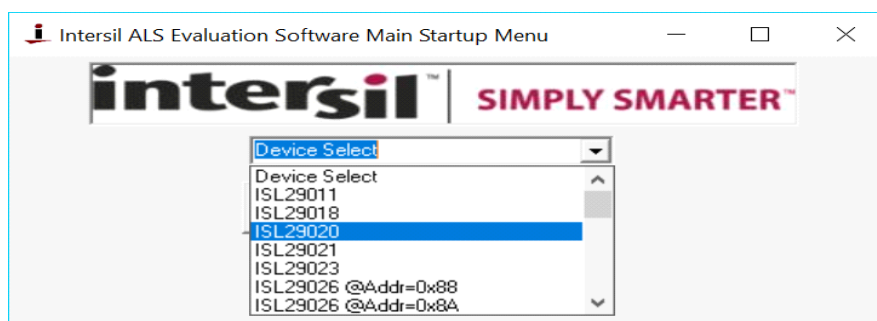 Intersil ALS Evaluation Software Main Startup Menu
intersil™ SIMPLY SMARTER™
Device Select
Device Select
ISL29011
ISL29018
ISL29020
ISL29021
ISL29023
ISL29026 @Addr=0x88
ISL29026 @Addr=0x8A